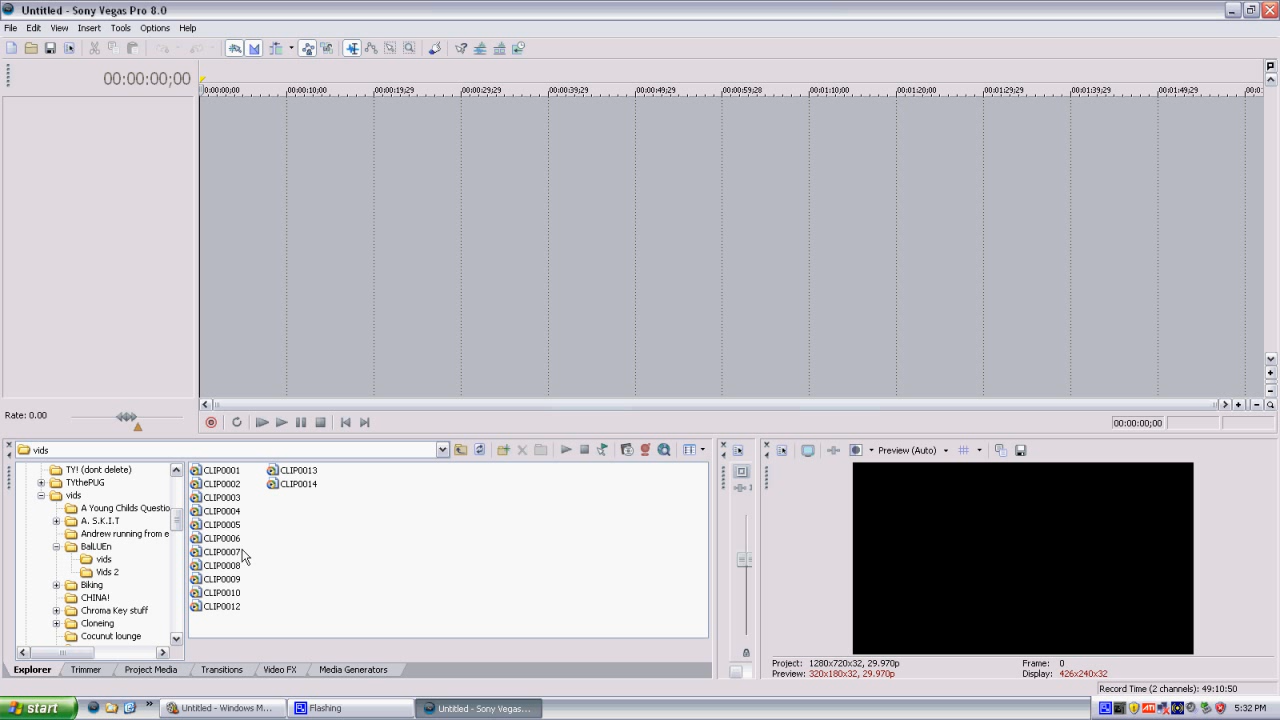 Untitled - Sony Vegas Pro 8.0
File Edit View Insert Tools Options Help
00:00:00;00
0:00:00;00 00:00:10;00 00:00:19;29 00:00:29;29 00:00:39;29 00:00:49;29 00:00:59;28 00:01:10;00 00:01:20;00 00:01:29;29 00:01:39;29 00:01:49;29
Rate: 0.00
00:00:00;00
vids
Preview (Auto)
TY! (dont delete)
TYthePUG
vids
A Young Childs Questio
A. S.K.I.T
Andrew running from e
BalLUEn
vids
Vids 2
Biking
CHINA!
Chroma Key stuff
Cloneing
Cocunut lounge
CLIP0001 CLIP0013
CLIP0002 CLIP0014
CLIP0003
CLIP0004
CLIP0005
CLIP0006
CLIP0007
CLIP0008
CLIP0009
CLIP0010
CLIP0012
Explorer Trimmer Project Media Transitions Video FX Media Generators
Project: 1280x720x32, 29.970p Frame: 0
Preview: 320x180x32, 29.970p Display: 426x240x32
Record Time (2 channels): 49:10:50
start Untitled - Windows M... Flashing Untitled - Sony Vegas... ATI 5:32 PM